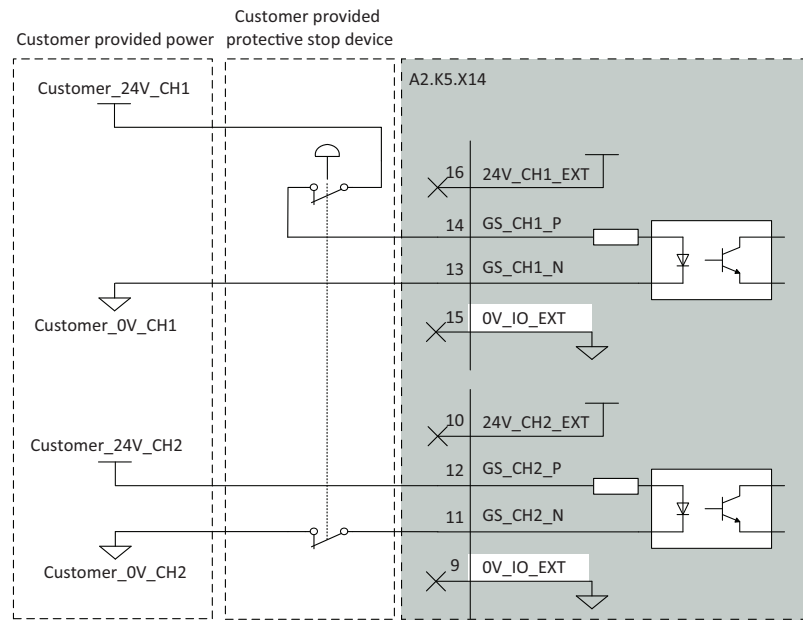 Customer provided power
Customer provided
protective stop device
A2.K5.X14
Customer_24V_CH1
16 24V_CH1_EXT
14 GS_CH1_P
13 GS_CH1_N
Customer_0V_CH1
15 0V_IO_EXT
10 24V_CH2_EXT
Customer_24V_CH2
12 GS_CH2_P
11 GS_CH2_N
Customer_0V_CH2
9 0V_IO_EXT